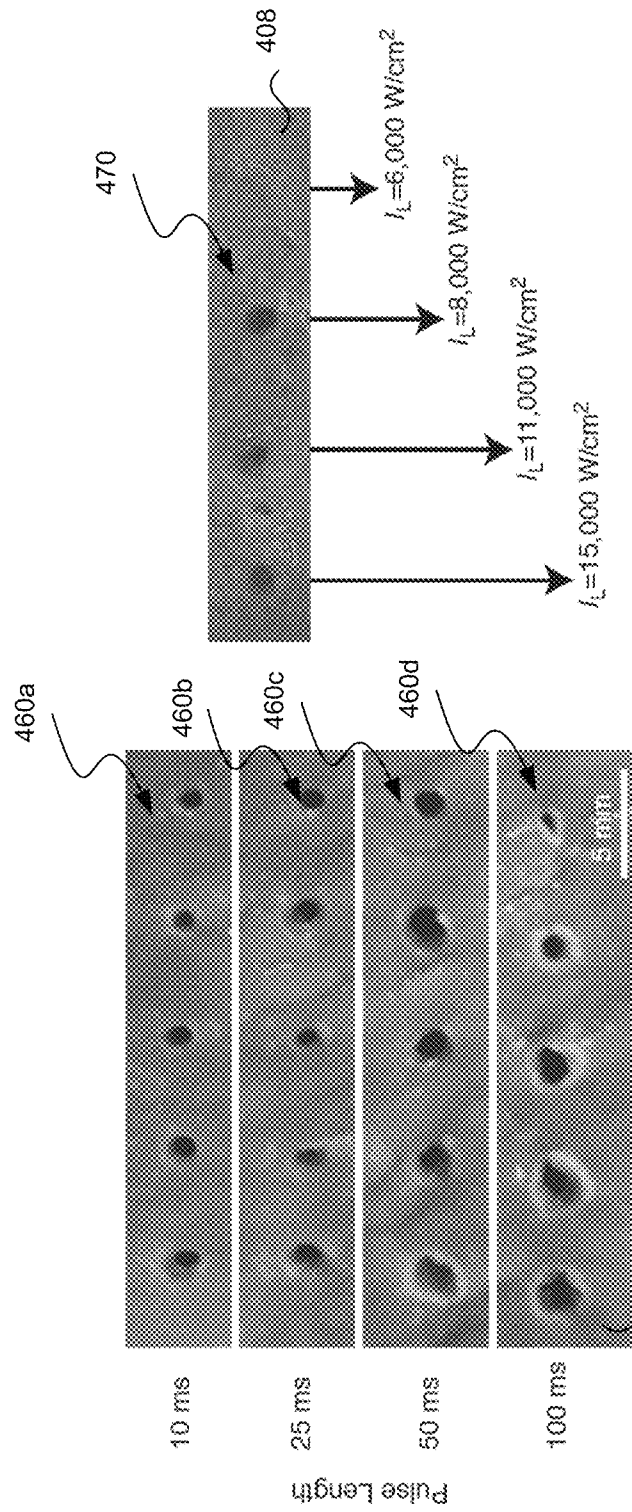 Pulse Length
10 ms
25 ms
50 ms
100 ms
460a
460b
460c
460d
5 mm
470
408
I_L=15,000 W/cm²
I_L=11,000 W/cm²
I_L=8,000 W/cm²
I_L=6,000 W/cm²